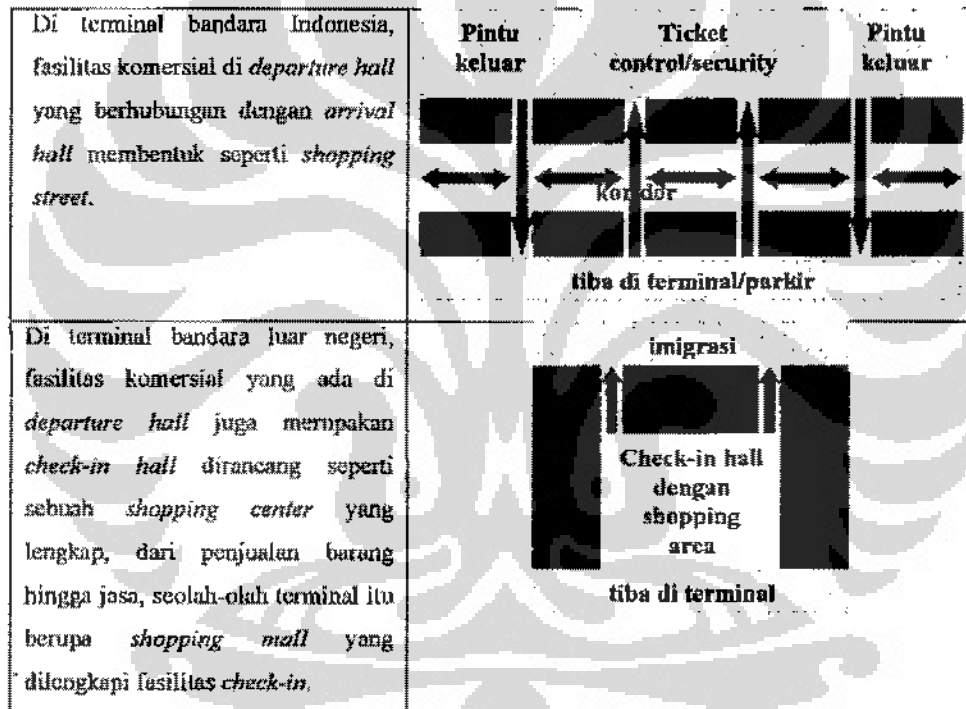 Di terminal bandara Indonesia,
fasilitas komersial di departure hall
yang berhubungan dengan arrival
hall membentuk seperti shopping
street.
Pintu
keluar
Ticket
control/security
Pintu
keluar
koridor
tiba di terminal/parkir
Di terminal bandara luar negeri,
fasilitas komersial yang ada di
departure hall juga merupakan
check-in hall dirancang seperti
sebuah shopping center yang
lengkap, dari penjualan barang
hingga jasa, seolah-olah terminal itu
berupa shopping mall yang
dilengkapi fasilitas check-in.
imigrasi
Check-in hall
dengan
shopping
area
tiba di terminal